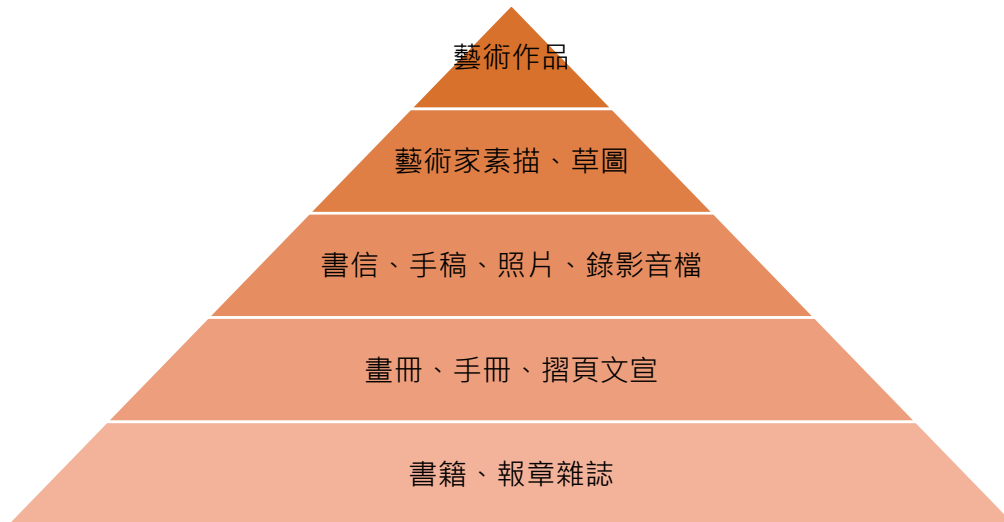 藝術作品
藝術家素描、草圖
書信、手稿、照片、錄影音檔
畫冊、手冊、摺頁文宣
書籍、報章雜誌